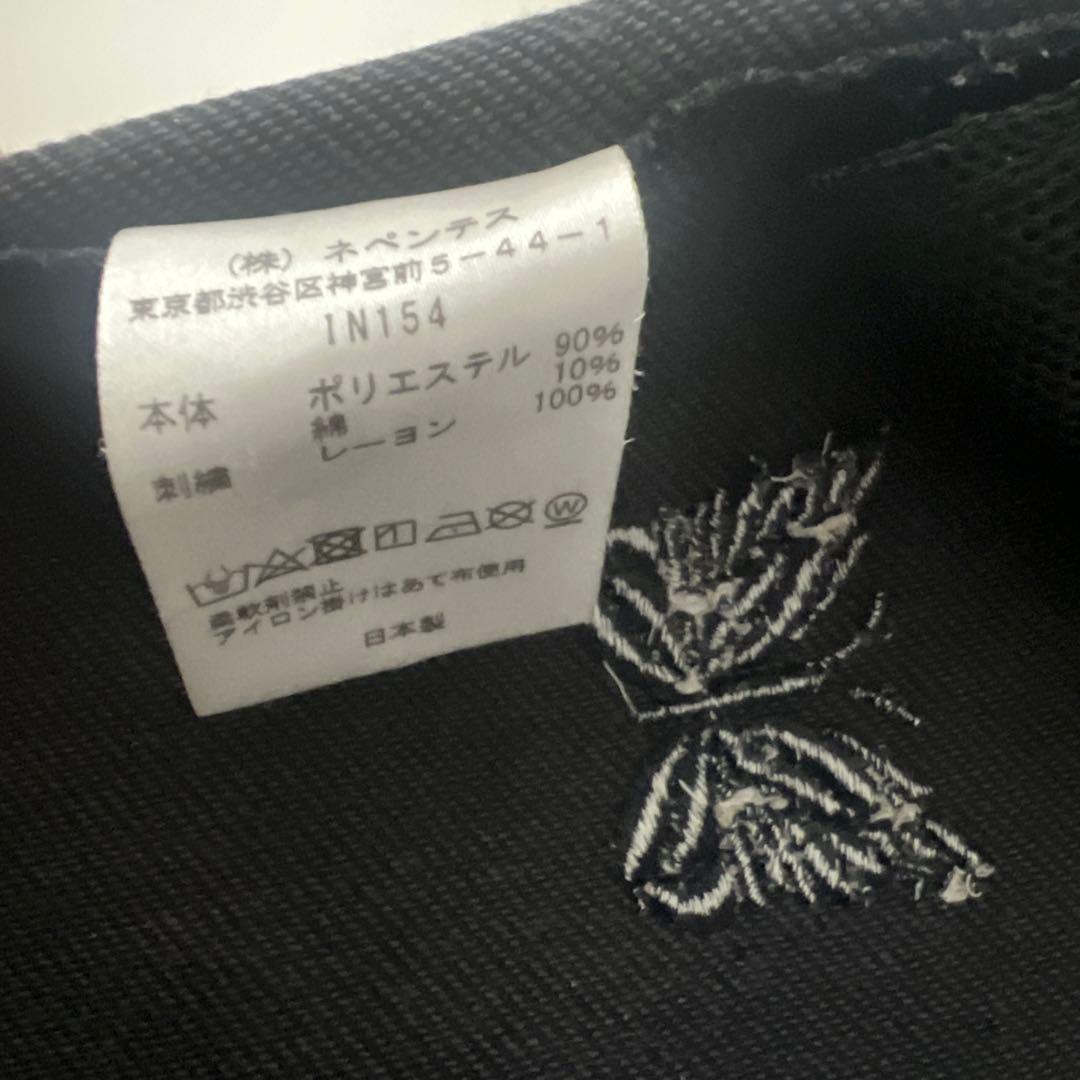 (株) ネペンテス
東京都渋谷区神宮前5-44-1
IN154
本体 ポリエステル 90%
綿 10%
刺繍 レーヨン 100%
W
柔軟剤禁止
アイロン掛けはあて布使用
日本製